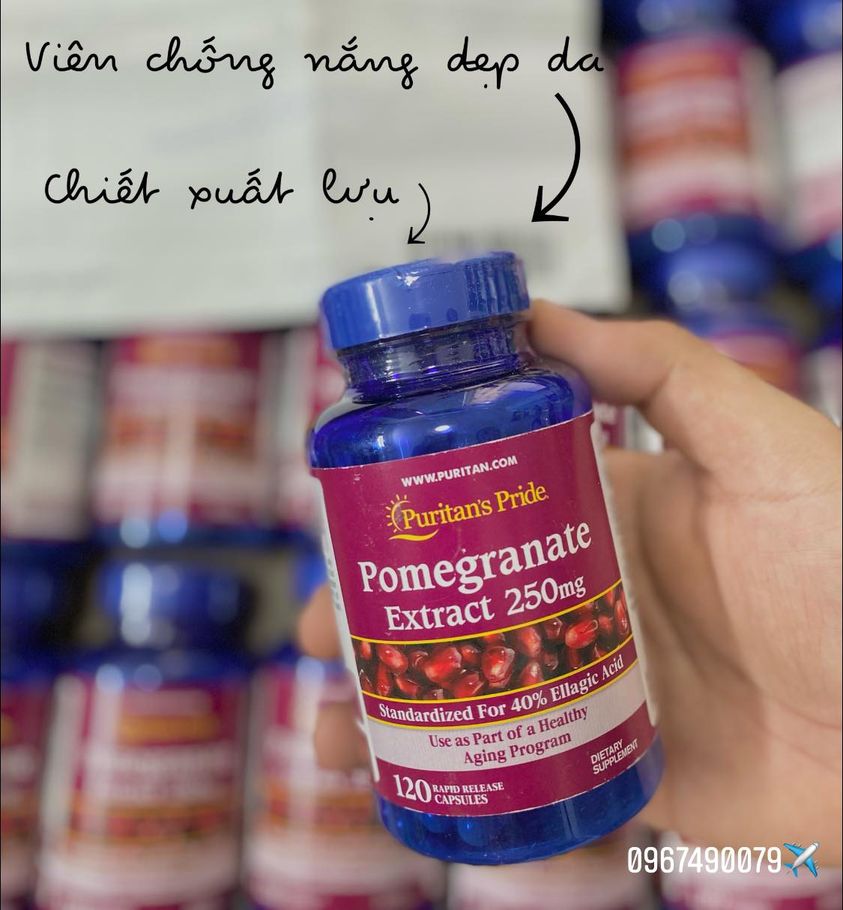 Viên chống nắng đẹp da
Chiết xuất lựu
WWW.PURITAN.COM
Puritan's Pride
Pomegranate
Extract 250mg
Standardized For 40% Ellagic Acid
Use as Part of a Healthy
Aging Program
DIETARY
SUPPLEMENT
120 RAPID RELEASE
CAPSULES
0967490079